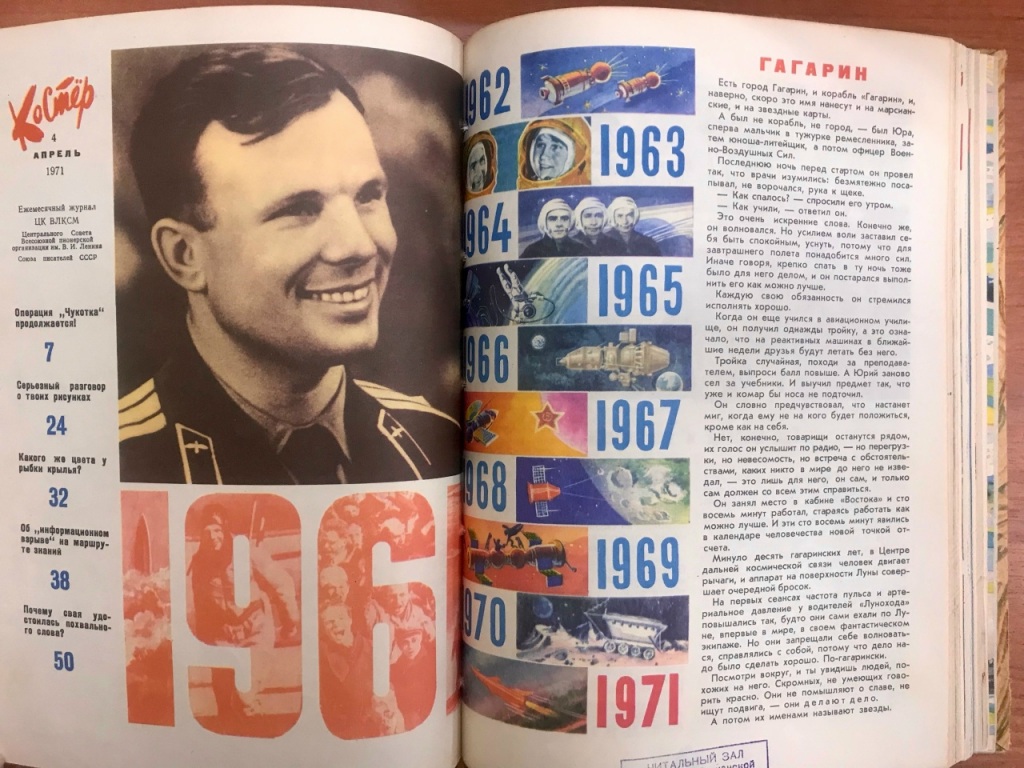 Костёр
4
АПРЕЛЬ
1971
Ежемесячный журнал
ЦК ВЛКСМ
Центрального Совета
Всесоюзной пионерской
организации им. В. И. Ленина
Союза писателей СССР
Операция „Чукотка"
продолжается!
7
Серьезный разговор
о твоих рисунках
24
Какого же цвета у
рыбки крылья?
32
Об „информационном
взрыве" на маршру-
те знаний
38
Почему свая удо-
стоилась похваль-
ного слова?
50
1961
1962
1963
1964
1965
1966
1967
1968
1969
1970
1971
ГАГАРИН
Есть город Гагарин, и корабль «Гагарин», и,
наверно, скоро это имя нанесут и на марсиан-
ские, и на звездные карты.
А был не корабль, не город, — был Юра,
сперва мальчик в тужурке ремесленника, за-
тем юноша-литейщик, а потом офицер Воен-
но-Воздушных Сил.
Последнюю ночь перед стартом он провел
так, что врачи изумились: безмятежно поса-
пывал, не ворочался, рука к щеке.
— Как спалось? — спросили его утром.
— Как учили, — ответил он.
Это очень искренние слова. Конечно же,
он волновался. Но усилием воли заставил се-
бя быть спокойным, уснуть, потому что для
завтрашнего полета понадобится много сил.
Иначе говоря, крепко спать в ту ночь тоже
было для него делом, и он постарался выпол-
нить его как можно лучше.
Каждую свою обязанность он стремился
исполнять хорошо.
Когда он еще учился в авиационном учили-
ще, он получил однажды тройку, а это озна-
чало, что на реактивных машинах в ближай-
шие недели друзья будут летать без него.
Тройка случайная, походи за преподава-
телем, выпроси балл повыше. А Юрий заново
сел за учебники. И выучил предмет так, что
уже и комар бы носа не подточил.
Он словно предчувствовал, что настанет
миг, когда ему не на кого будет положиться,
кроме как на себя.
Нет, конечно, товарищи останутся рядом,
их голос он услышит по радио, — но перегруз-
ки, но невесомость, но встреча с обстоятель-
ствами, каких никто в мире до него не изве-
дал, — это лишь для него, он сам, и только
сам должен со всем этим справиться.
Он занял место в кабине «Востока» и сто
восемь минут работал, стараясь работать как
можно лучше. И эти сто восемь минут явились
в календаре человечества новой точкой от-
счета.
Минуло десять гагаринских лет, в Центре
дальней космической связи человек двигает
рычаги, и аппарат на поверхности Луны совер-
шает очередной бросок.
На первых сеансах частота пульса и арте-
риальное давление у водителей «Лунохода»
повышались так, будто они сами ехали по Лу-
не, впервые в мире, в своем фантастическом
экипаже. Но они запрещали себе волновать-
ся, справлялись с собой, потому что дело на-
до было сделать хорошо. По-гагарински.
Посмотри вокруг, и ты увидишь людей, по-
хожих на него. Скромных, не умеющих гово-
рить красно. Они не помышляют о славе, не
ищут подвига, — они делают дело.
А потом их именами называют звезды.
ЧИТАЛЬНЫЙ ЗАЛ